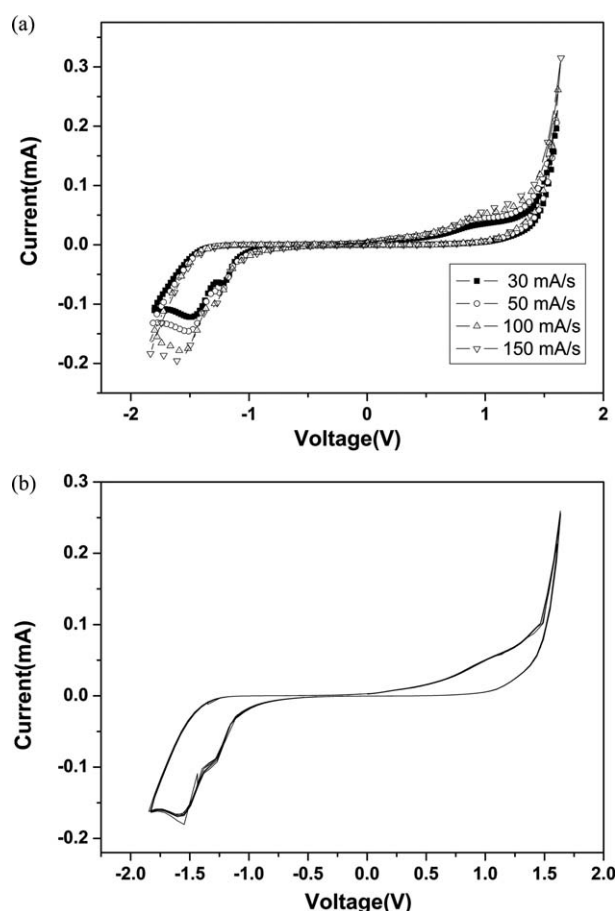 (a)
0.3
0.2
0.1
0.0
-0.1
-0.2
Current(mA)
30 mA/s
50 mA/s
100 mA/s
150 mA/s
-2 -1 0 1 2
Voltage(V)
(b)
0.3
0.2
0.1
0.0
-0.1
-0.2
Current(mA)
-2.0 -1.5 -1.0 -0.5 0.0 0.5 1.0 1.5 2.0
Voltage(V)